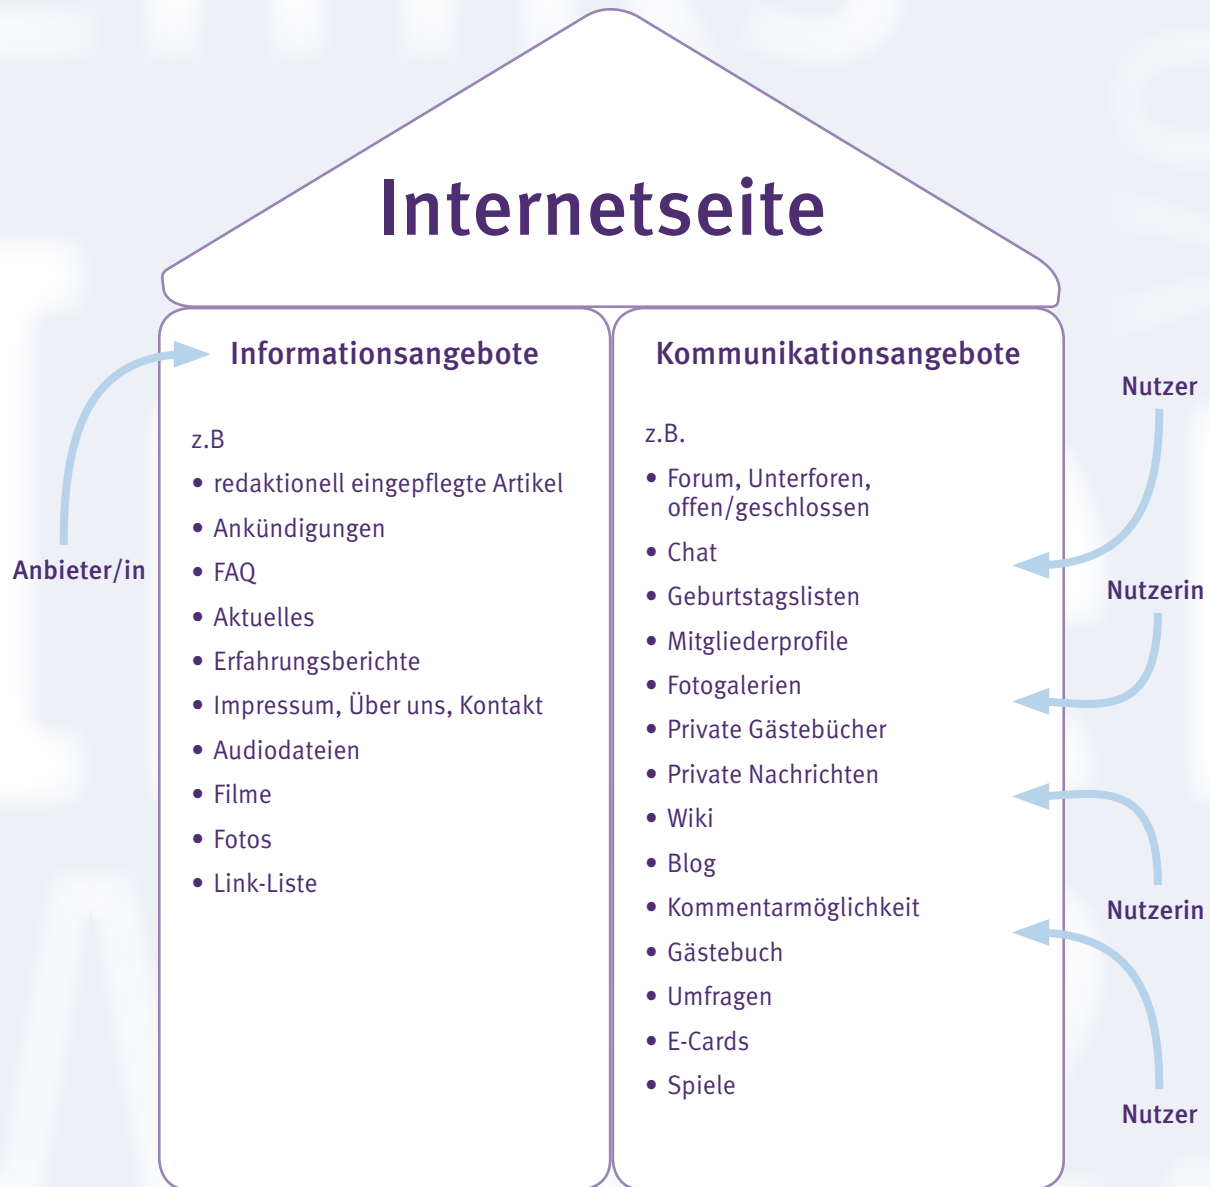 Internetseite
Informationsangebote
z.B
• redaktionell eingepflegte Artikel
• Ankündigungen
• FAQ
• Aktuelles
• Erfahrungsberichte
• Impressum, Über uns, Kontakt
• Audiodateien
• Filme
• Fotos
• Link-Liste
Anbieter/in
Kommunikationsangebote
z.B.
• Forum, Unterforen,
offen/geschlossen
• Chat
• Geburtstagslisten
• Mitgliederprofile
• Fotogalerien
• Private Gästebücher
• Private Nachrichten
• Wiki
• Blog
• Kommentarmöglichkeit
• Gästebuch
• Umfragen
• E-Cards
• Spiele
Nutzer
Nutzerin
Nutzerin
Nutzer